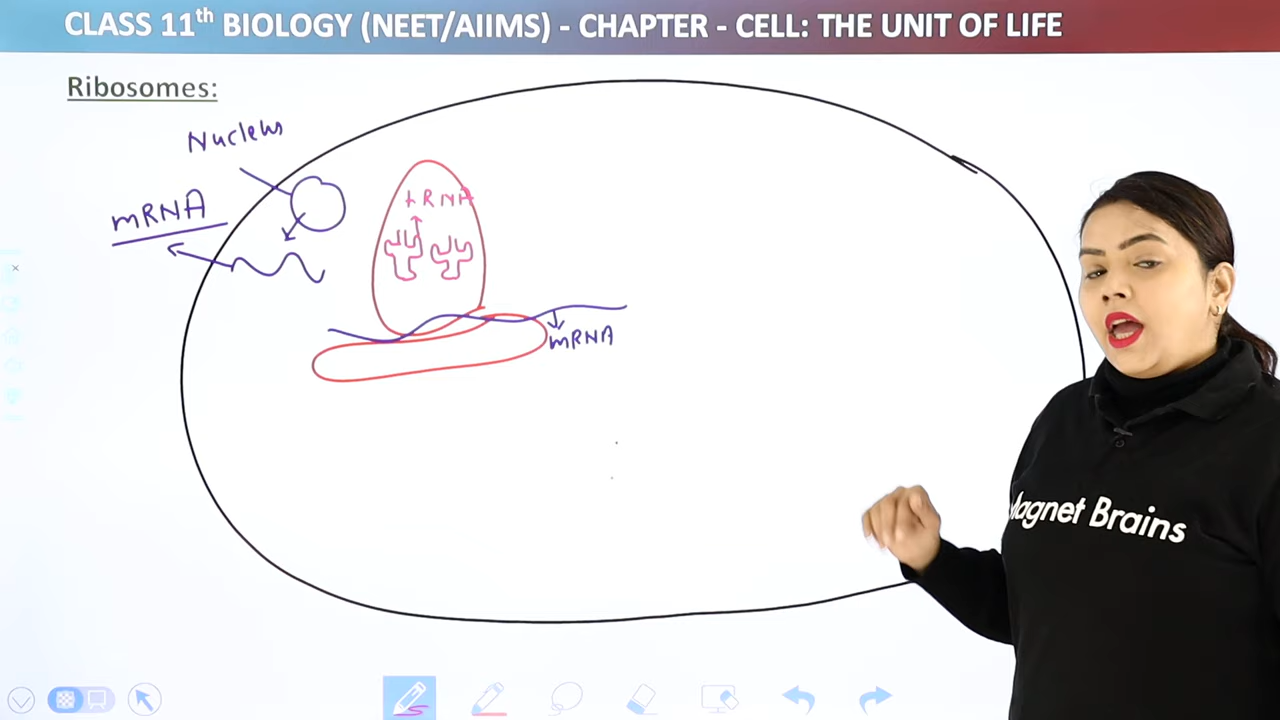 CLASS 11th BIOLOGY (NEET/AIIMS) - CHAPTER - CELL: THE UNIT OF LIFE
Ribosomes:
Nucleus
mRNA
tRNA
mRNA
Magnet Brains